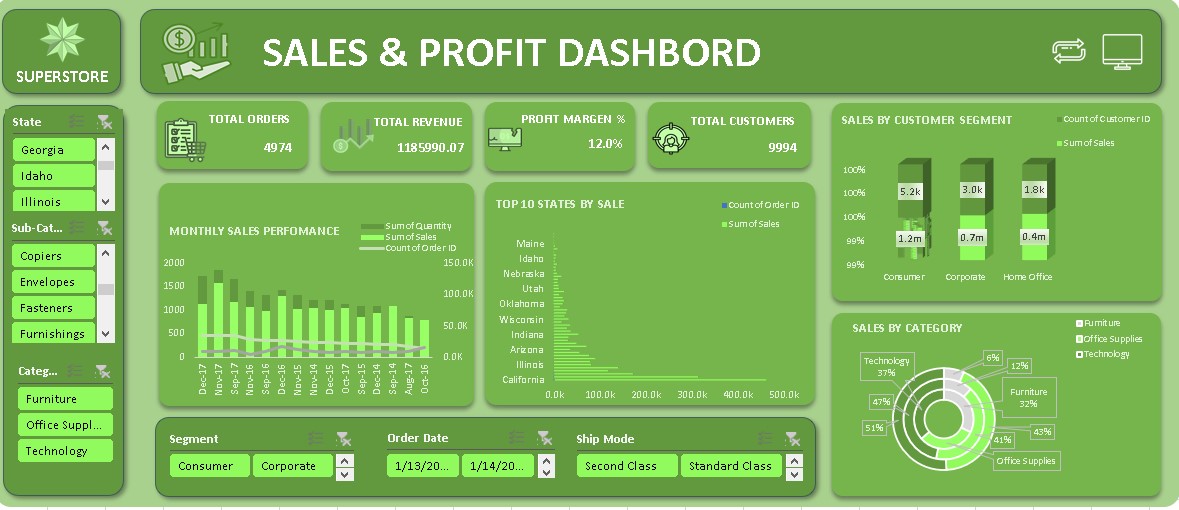 SUPERSTORE
SALES & PROFIT DASHBORD
State
Georgia
Idaho
Illinois
Sub-Cat...
Copiers
Envelopes
Fasteners
Furnishings
Categ...
Furniture
Office Suppl...
Technology
TOTAL ORDERS
4974
TOTAL REVENUE
1185990.07
PROFIT MARGEN %
12.0%
TOTAL CUSTOMERS
9994
MONTHLY SALES PERFOMANCE
Sum of Quantity
Sum of Sales
Count of Order ID
2000
1500
1000
500
0
150.0K
100.0K
50.0K
0.0K
Dec-17
Nov-17
Sep-17
Nov-16
Sep-16
Dec-16
Nov-15
Nov-14
Dec-15
Oct-17
Sep-15
Dec-14
Sep-14
Aug-17
Oct-16
TOP 10 STATES BY SALE
Count of Order ID
Sum of Sales
Maine
Idaho
Nebraska
Utah
Oklahoma
Wisconsin
Indiana
Arizona
Illinois
California
0.0k
100.0k
200.0k
300.0k
400.0k
500.0k
SALES BY CUSTOMER SEGMENT
Count of Customer ID
Sum of Sales
100%
100%
100%
99%
99%
5.2k
3.0k
1.8k
1.2m
0.7m
0.4m
Consumer
Corporate
Home Office
SALES BY CATEGORY
Furniture
Office Supplies
Technology
Technology
37%
6%
12%
Furniture
32%
47%
51%
43%
41%
Office Supplies
Segment
Consumer
Corporate
Order Date
1/13/20...
1/14/20...
Ship Mode
Second Class
Standard Class